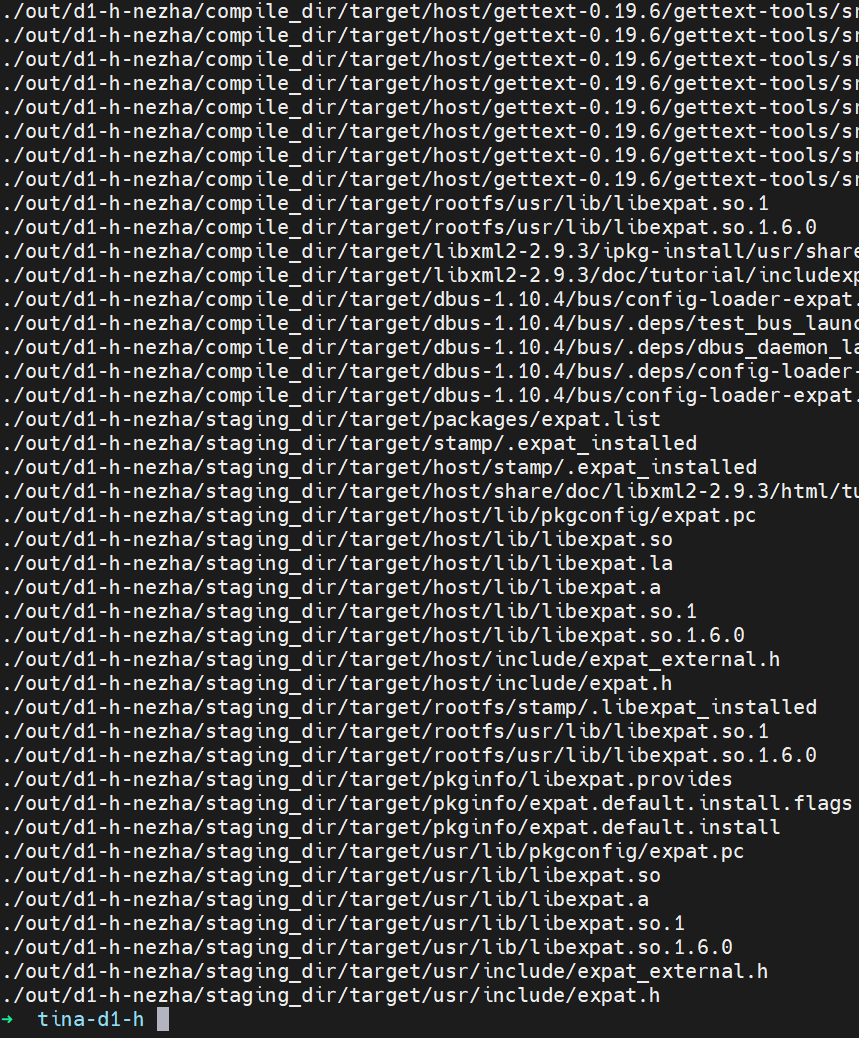 ./out/d1-h-nezha/compile_dir/target/host/gettext-0.19.6/gettext-tools/sr
./out/d1-h-nezha/compile_dir/target/host/gettext-0.19.6/gettext-tools/sr
./out/d1-h-nezha/compile_dir/target/host/gettext-0.19.6/gettext-tools/sr
./out/d1-h-nezha/compile_dir/target/host/gettext-0.19.6/gettext-tools/sr
./out/d1-h-nezha/compile_dir/target/host/gettext-0.19.6/gettext-tools/sr
./out/d1-h-nezha/compile_dir/target/host/gettext-0.19.6/gettext-tools/sr
./out/d1-h-nezha/compile_dir/target/host/gettext-0.19.6/gettext-tools/sr
./out/d1-h-nezha/compile_dir/target/host/gettext-0.19.6/gettext-tools/sr
./out/d1-h-nezha/compile_dir/target/rootfs/usr/lib/libexpat.so.1
./out/d1-h-nezha/compile_dir/target/rootfs/usr/lib/libexpat.so.1.6.0
./out/d1-h-nezha/compile_dir/target/libxml2-2.9.3/ipkg-install/usr/share
./out/d1-h-nezha/compile_dir/target/libxml2-2.9.3/doc/tutorial/includexp
./out/d1-h-nezha/compile_dir/target/dbus-1.10.4/bus/config-loader-expat.
./out/d1-h-nezha/compile_dir/target/dbus-1.10.4/bus/.deps/test_bus_launc
./out/d1-h-nezha/compile_dir/target/dbus-1.10.4/bus/.deps/dbus_daemon_la
./out/d1-h-nezha/compile_dir/target/dbus-1.10.4/bus/.deps/config-loader-
./out/d1-h-nezha/compile_dir/target/dbus-1.10.4/bus/config-loader-expat.
./out/d1-h-nezha/staging_dir/target/packages/expat.list
./out/d1-h-nezha/staging_dir/target/stamp/.expat_installed
./out/d1-h-nezha/staging_dir/target/host/stamp/.expat_installed
./out/d1-h-nezha/staging_dir/target/host/share/doc/libxml2-2.9.3/html/tu
./out/d1-h-nezha/staging_dir/target/host/lib/pkgconfig/expat.pc
./out/d1-h-nezha/staging_dir/target/host/lib/libexpat.so
./out/d1-h-nezha/staging_dir/target/host/lib/libexpat.la
./out/d1-h-nezha/staging_dir/target/host/lib/libexpat.a
./out/d1-h-nezha/staging_dir/target/host/lib/libexpat.so.1
./out/d1-h-nezha/staging_dir/target/host/lib/libexpat.so.1.6.0
./out/d1-h-nezha/staging_dir/target/host/include/expat_external.h
./out/d1-h-nezha/staging_dir/target/host/include/expat.h
./out/d1-h-nezha/staging_dir/target/rootfs/stamp/.libexpat_installed
./out/d1-h-nezha/staging_dir/target/rootfs/usr/lib/libexpat.so.1
./out/d1-h-nezha/staging_dir/target/rootfs/usr/lib/libexpat.so.1.6.0
./out/d1-h-nezha/staging_dir/target/pkginfo/libexpat.provides
./out/d1-h-nezha/staging_dir/target/pkginfo/expat.default.install.flags
./out/d1-h-nezha/staging_dir/target/pkginfo/expat.default.install
./out/d1-h-nezha/staging_dir/target/usr/lib/pkgconfig/expat.pc
./out/d1-h-nezha/staging_dir/target/usr/lib/libexpat.so
./out/d1-h-nezha/staging_dir/target/usr/lib/libexpat.a
./out/d1-h-nezha/staging_dir/target/usr/lib/libexpat.so.1
./out/d1-h-nezha/staging_dir/target/usr/lib/libexpat.so.1.6.0
./out/d1-h-nezha/staging_dir/target/usr/include/expat_external.h
./out/d1-h-nezha/staging_dir/target/usr/include/expat.h
→ tina-d1-h